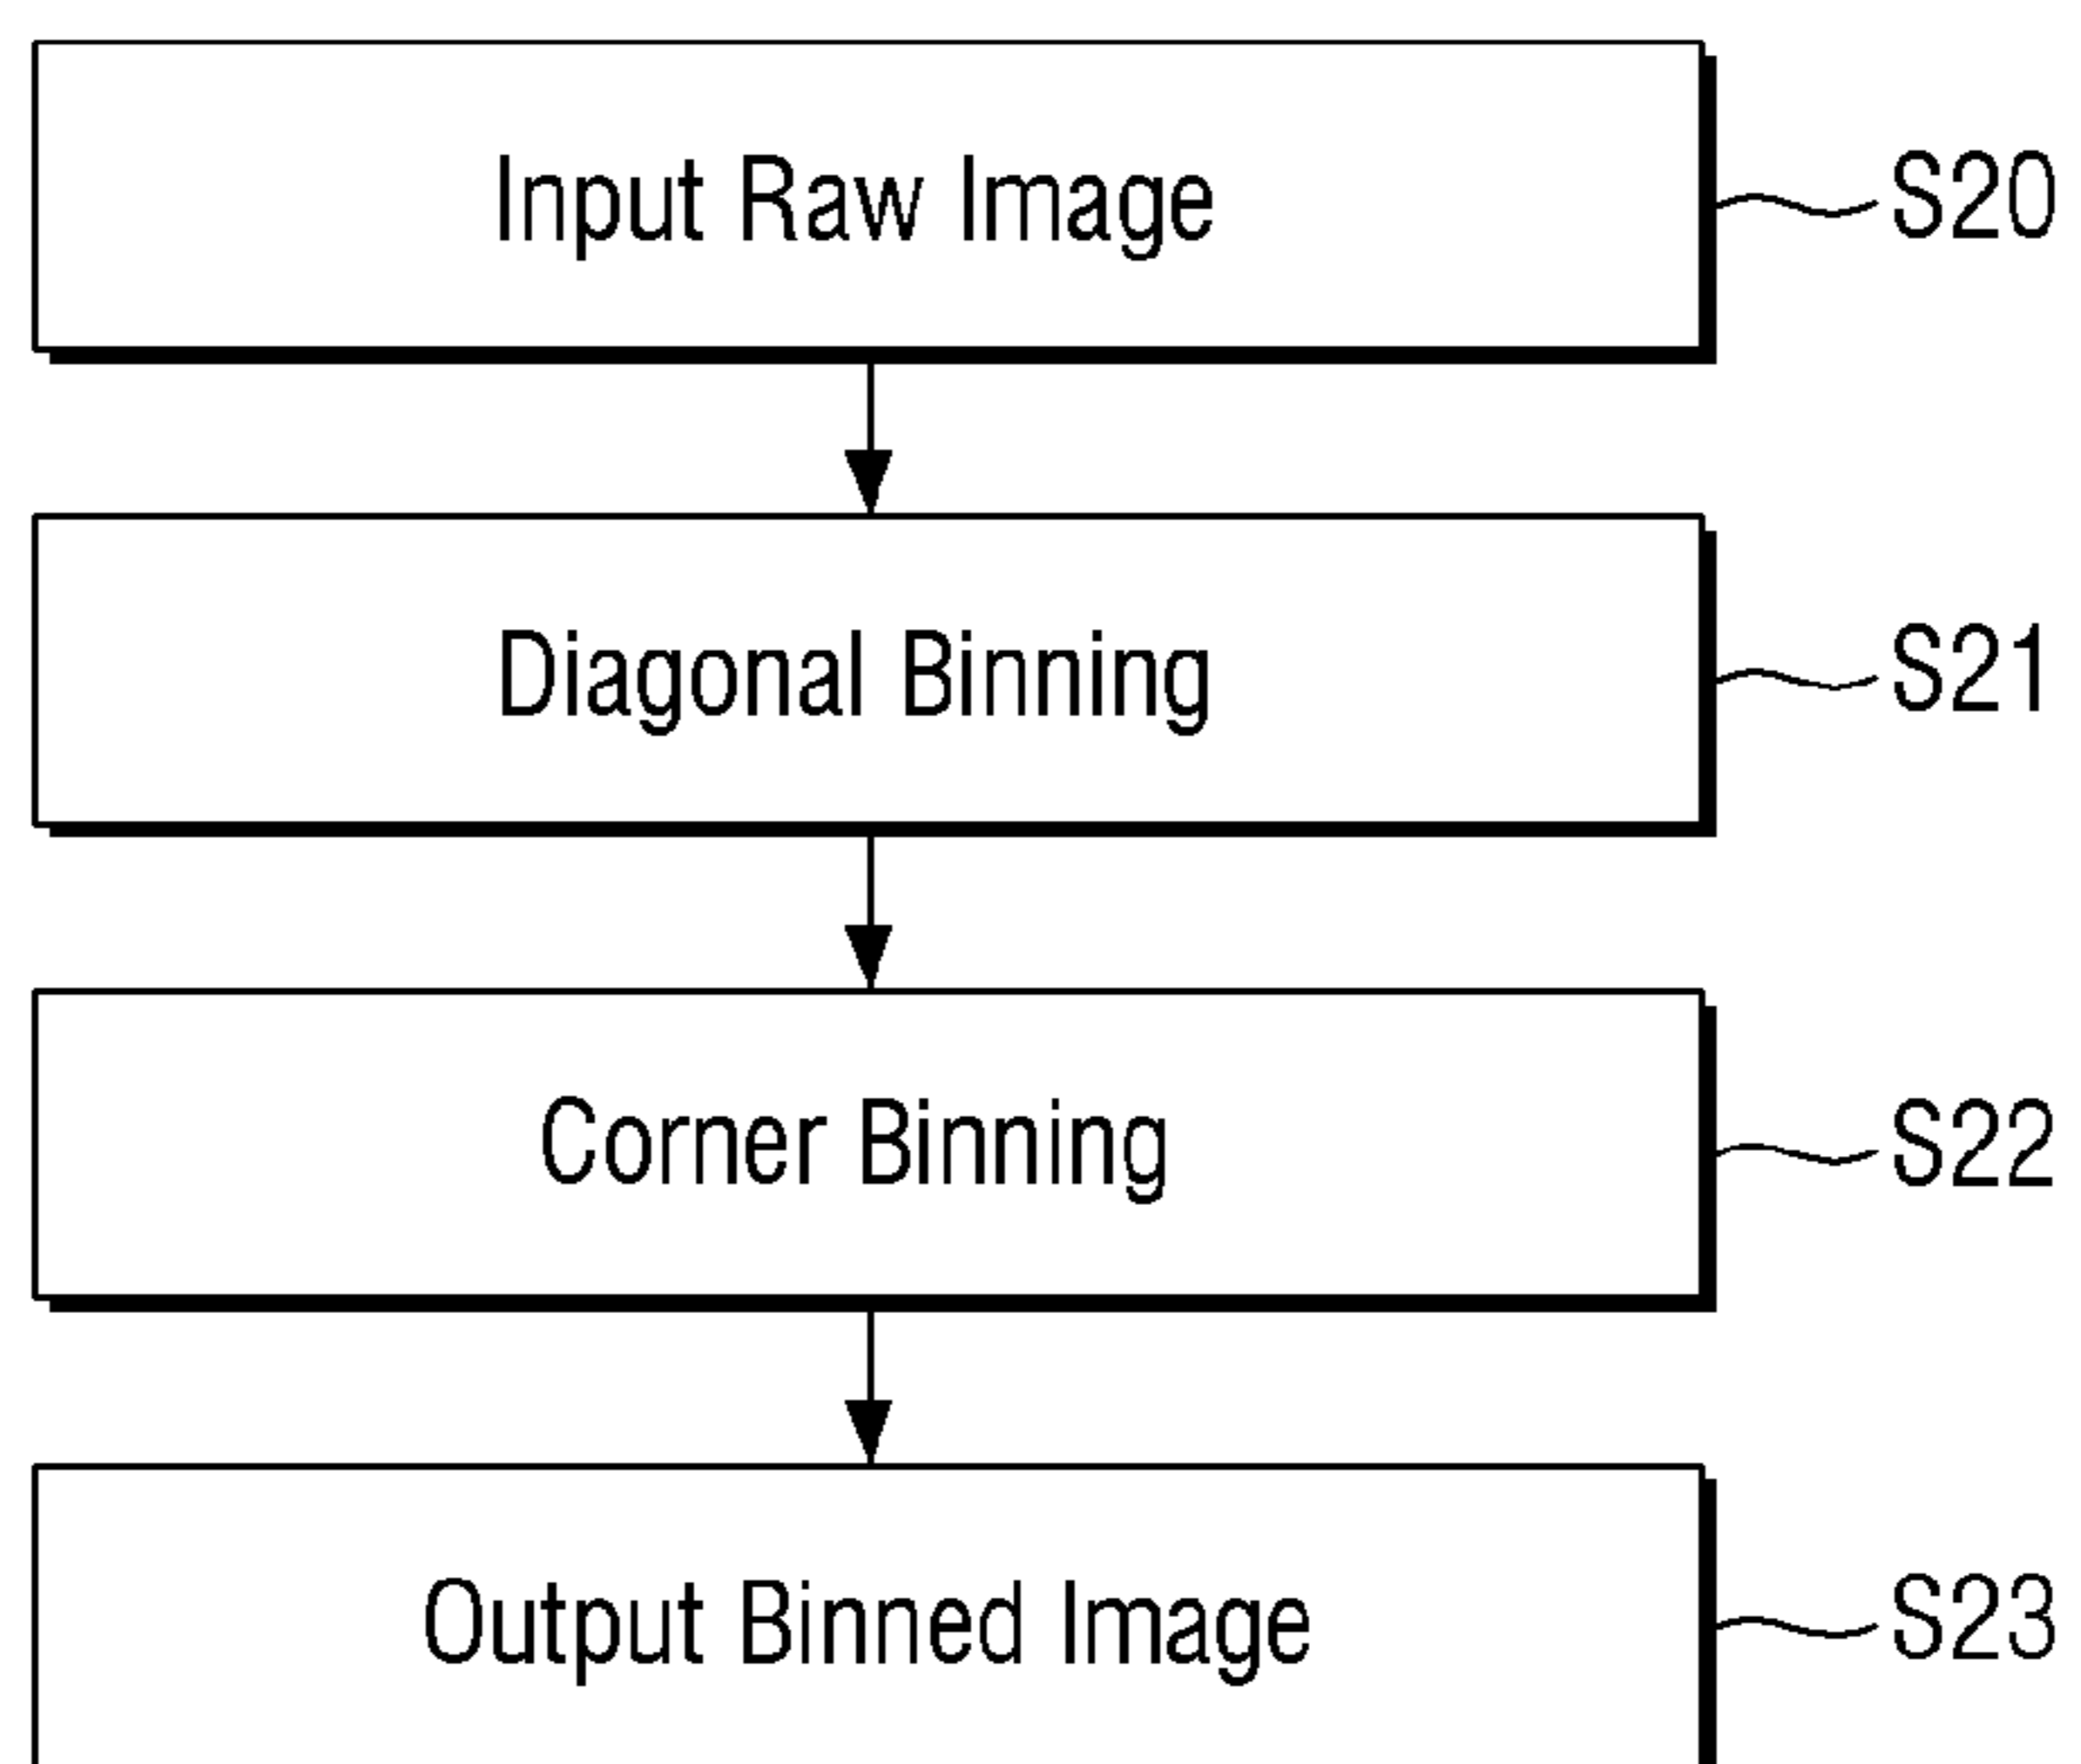 Input Raw Image
S20
Diagonal Binning
S21
Corner Binning
S22
Output Binned Image
S23